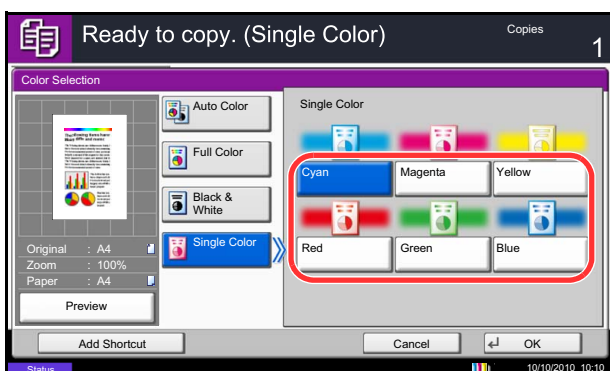 Ready to copy. (Single Color)
Copies
1
Color Selection
Auto Color
Full Color
Black &
White
Single Color
Single Color
Cyan
Magenta
Yellow
Red
Green
Blue
Original : A4
Zoom : 100%
Paper : A4
Preview
Add Shortcut
Cancel
OK
Status
10/10/2010 10:10